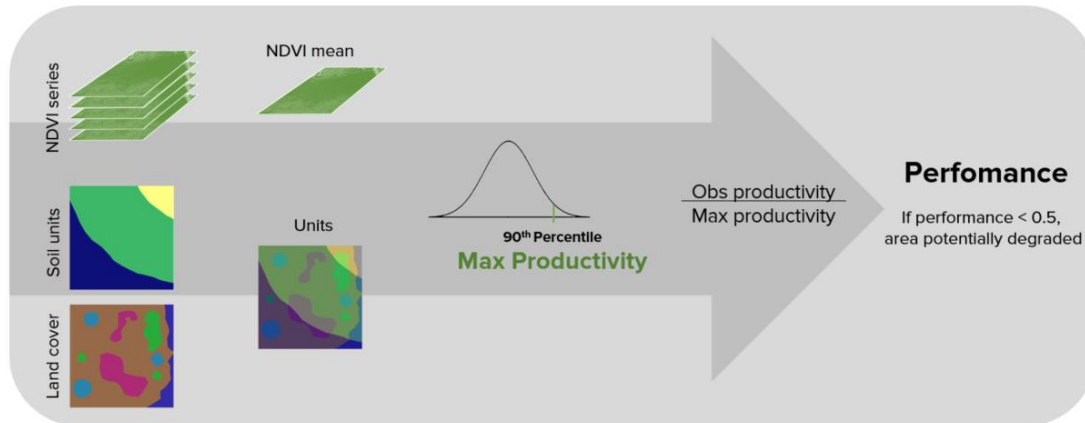 NDVI series
NDVI mean
Soil units
Land cover
Units
90th Percentile
Max Productivity
Obs productivity
Max productivity
Perfomance
If performance < 0.5,
area potentially degraded